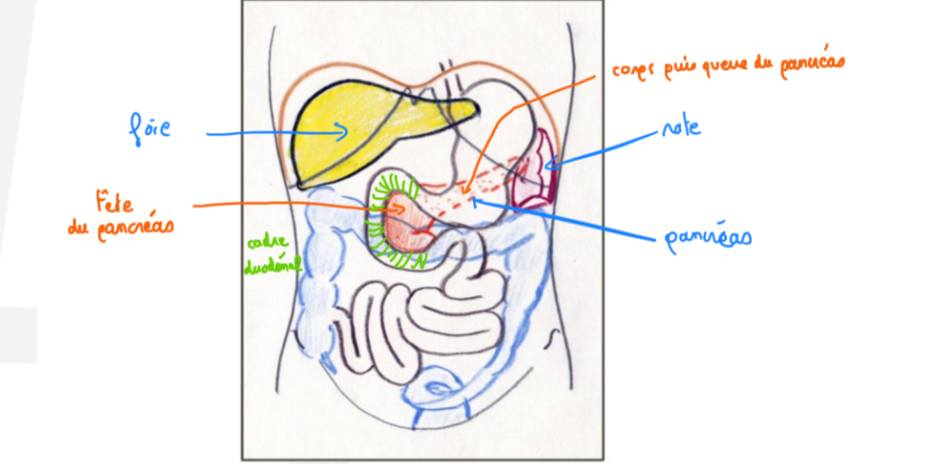 corps puis queue du pancréas
foie
rate
tête
du pancréas
cadre
duodénal
pancréas